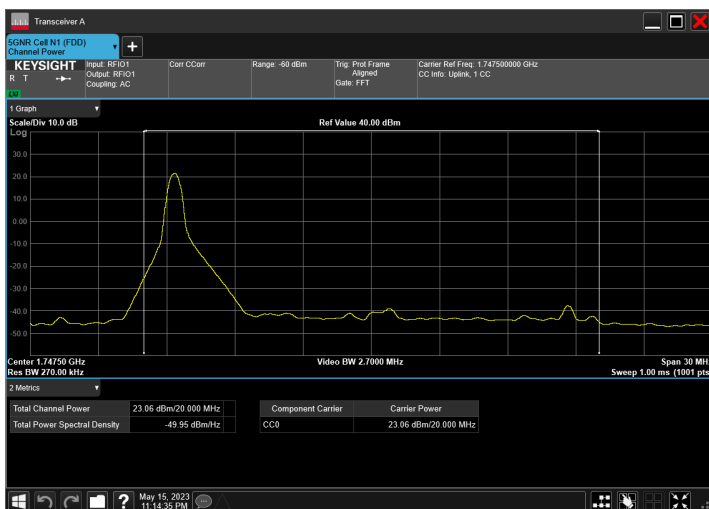 Transceiver A
5GNR Cell N1 (FDD)
Channel Power
KEYSIGHT
R T
LXI
Input: RFIO1
Output: RFIO1
Coupling: AC
Corr CCorr
Range: -60 dBm
Trig: Prot Frame
Aligned
Gate: FFT
Carrier Ref Freq: 1.747500000 GHz
CC Info: Uplink, 1 CC
1 Graph
Scale/Div 10.0 dB
Ref Value 40.00 dBm
Log
30.0
20.0
10.0
0.00
-10.0
-20.0
-30.0
-40.0
-50.0
Center 1.74750 GHz
Video BW 2.7000 MHz
Span 30 MH
Res BW 270.00 kHz
Sweep 1.00 ms (1001 pts
2 Metrics
Total Channel Power 23.06 dBm/20.000 MHz
Total Power Spectral Density -49.95 dBm/Hz
Component Carrier Carrier Power
CC0 23.06 dBm/20.000 MHz
?
May 15, 2023
11:14:35 PM